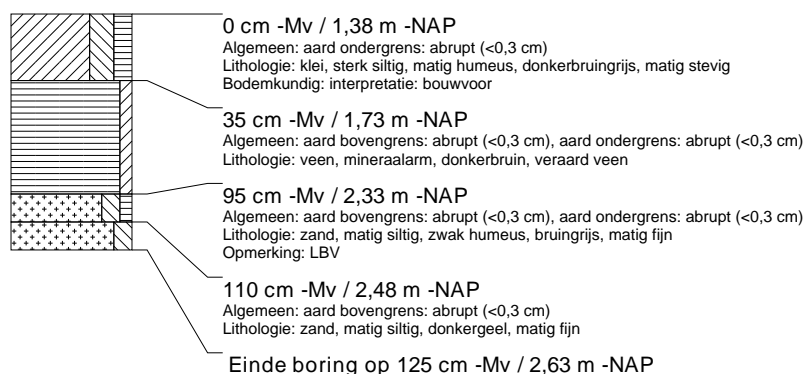 0 cm -Mv / 1,38 m -NAP
Algemeen: aard ondergrens: abrupt (<0,3 cm)
Lithologie: klei, sterk siltig, matig humeus, donkerbruingrijs, matig stevig
Bodemkundig: interpretatie: bouwvoor
35 cm -Mv / 1,73 m -NAP
Algemeen: aard bovengrens: abrupt (<0,3 cm), aard ondergrens: abrupt (<0,3 cm)
Lithologie: veen, mineraalarm, donkerbruin, veraard veen
95 cm -Mv / 2,33 m -NAP
Algemeen: aard bovengrens: abrupt (<0,3 cm), aard ondergrens: abrupt (<0,3 cm)
Lithologie: zand, matig siltig, zwak humeus, bruingrijs, matig fijn
Opmerking: LBV
110 cm -Mv / 2,48 m -NAP
Algemeen: aard bovengrens: abrupt (<0,3 cm)
Lithologie: zand, matig siltig, donkergeel, matig fijn
Einde boring op 125 cm -Mv / 2,63 m -NAP